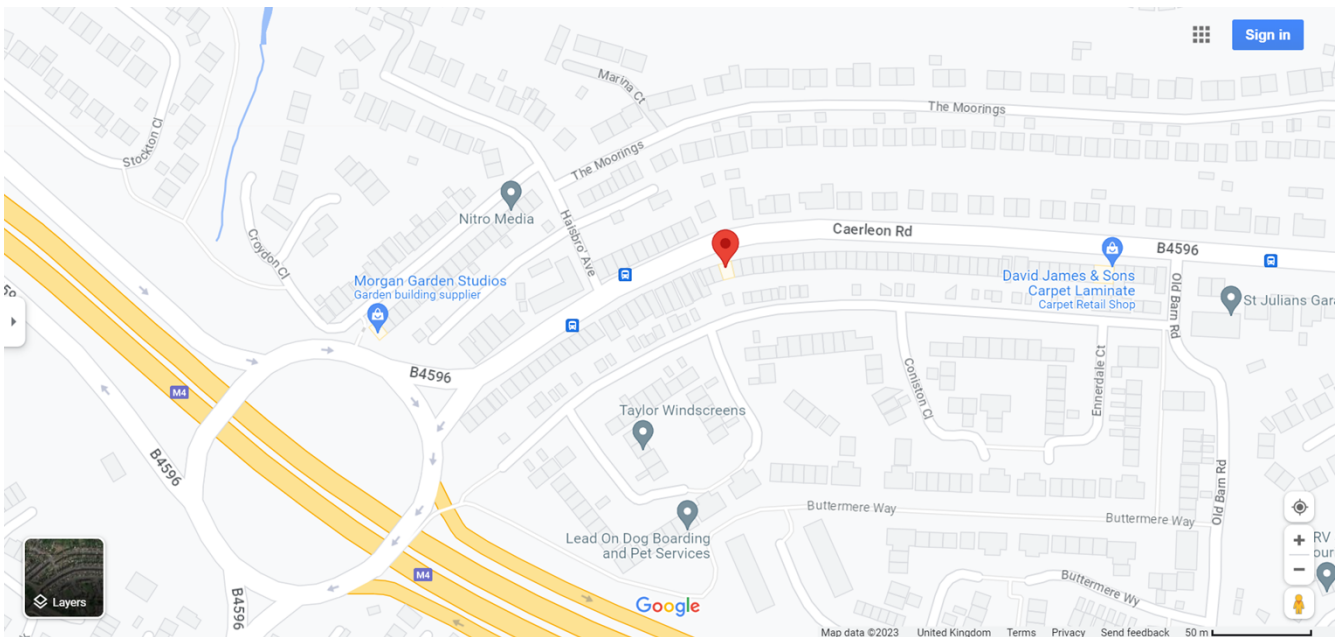 Sign in
Marina Ct
The Moorings
Stockton Cl
The Moorings
Nitro Media
Halsbro' Ave
Caerleon Rd
B4596
Croydon Ct
Morgan Garden Studios
Garden building supplier
David James & Sons
Carpet Laminate
Carpet Retail Shop
Old Barn Rd
St Julians Gara
So
B4596
M4
Coniston Cl
Ennerdale Ct
Taylor Windscreens
B4596
Old Barn Rd
Buttermere Way
Buttermere Way
Lead On Dog Boarding
and Pet Services
RV
our
M4
Buttermere Wy
B4596
Layers
Google
Map data ©2023 United Kingdom Terms Privacy Send feedback 50 m